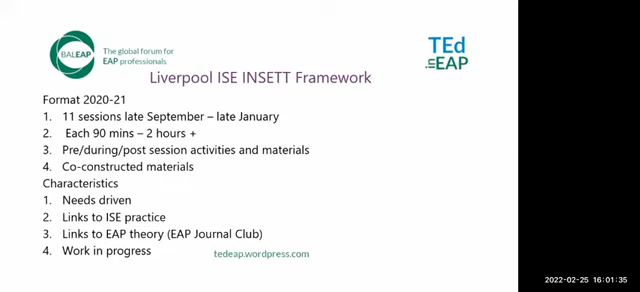 BALEAP
The global forum for
EAP professionals
TEd
.in EAP
Liverpool ISE INSETT Framework
Format 2020-21
1. 11 sessions late September – late January
2. Each 90 mins – 2 hours +
3. Pre/during/post session activities and materials
4. Co-constructed materials
Characteristics
1. Needs driven
2. Links to ISE practice
3. Links to EAP theory (EAP Journal Club)
4. Work in progress
tedeap.wordpress.com
2022-02-25 16:01:35